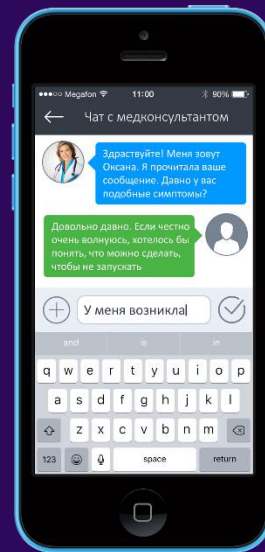 Megafon 11:00 90%
Чат с медконсультантом
Здраствуйте! Меня зовут
Оксана. Я прочитала ваше
сообщение. Давно у вас
подобные симптомы?
Довольно давно. Если честно
очень волнуюсь, хотелось бы
понять, что можно сделать,
чтобы не запускать
У меня возникла
and is in
q w e r t y u i o p
a s d f g h j k l
z x c v b n m
123 space return